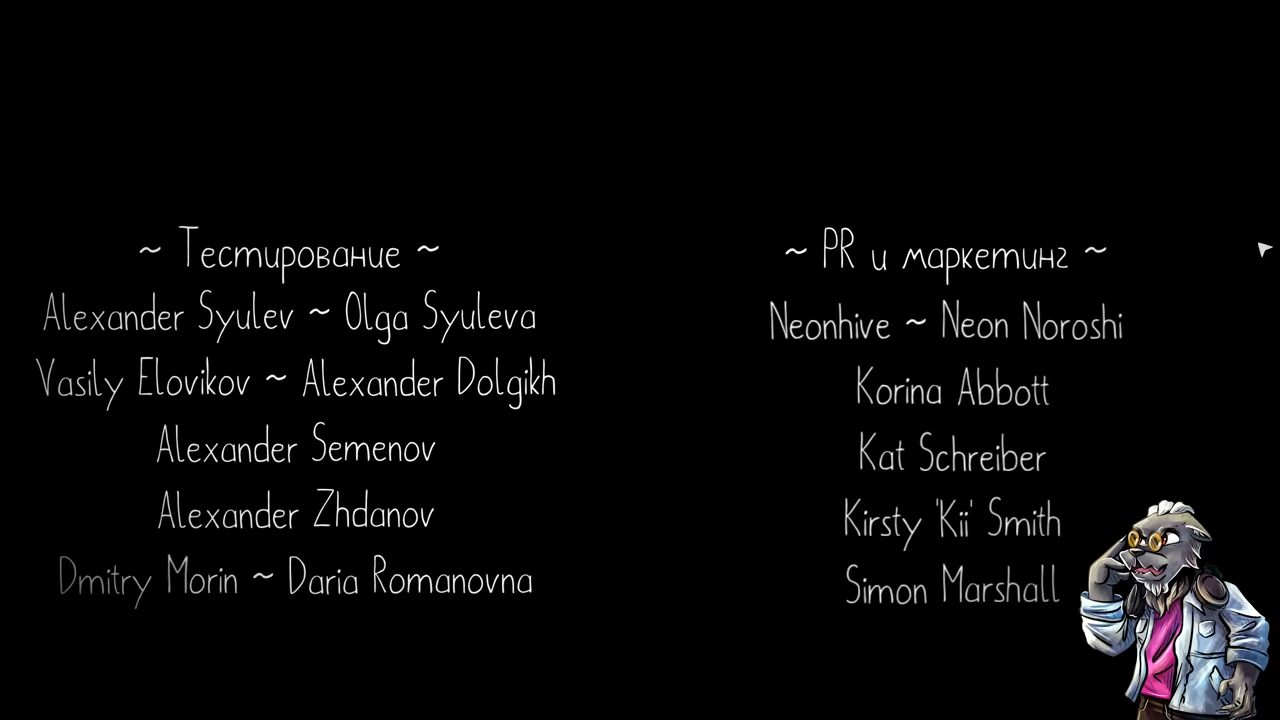 ~ Тестирование ~
Alexander Syulev ~ Olga Syuleva
Vasily Elovikov ~ Alexander Dolgikh
Alexander Semenov
Alexander Zhdanov
Dmitry Morin ~ Daria Romanovna
~ PR и маркетинг ~
Neonhive ~ Neon Noroshi
Korina Abbott
Kat Schreiber
Kirsty 'Kii' Smith
Simon Marshall